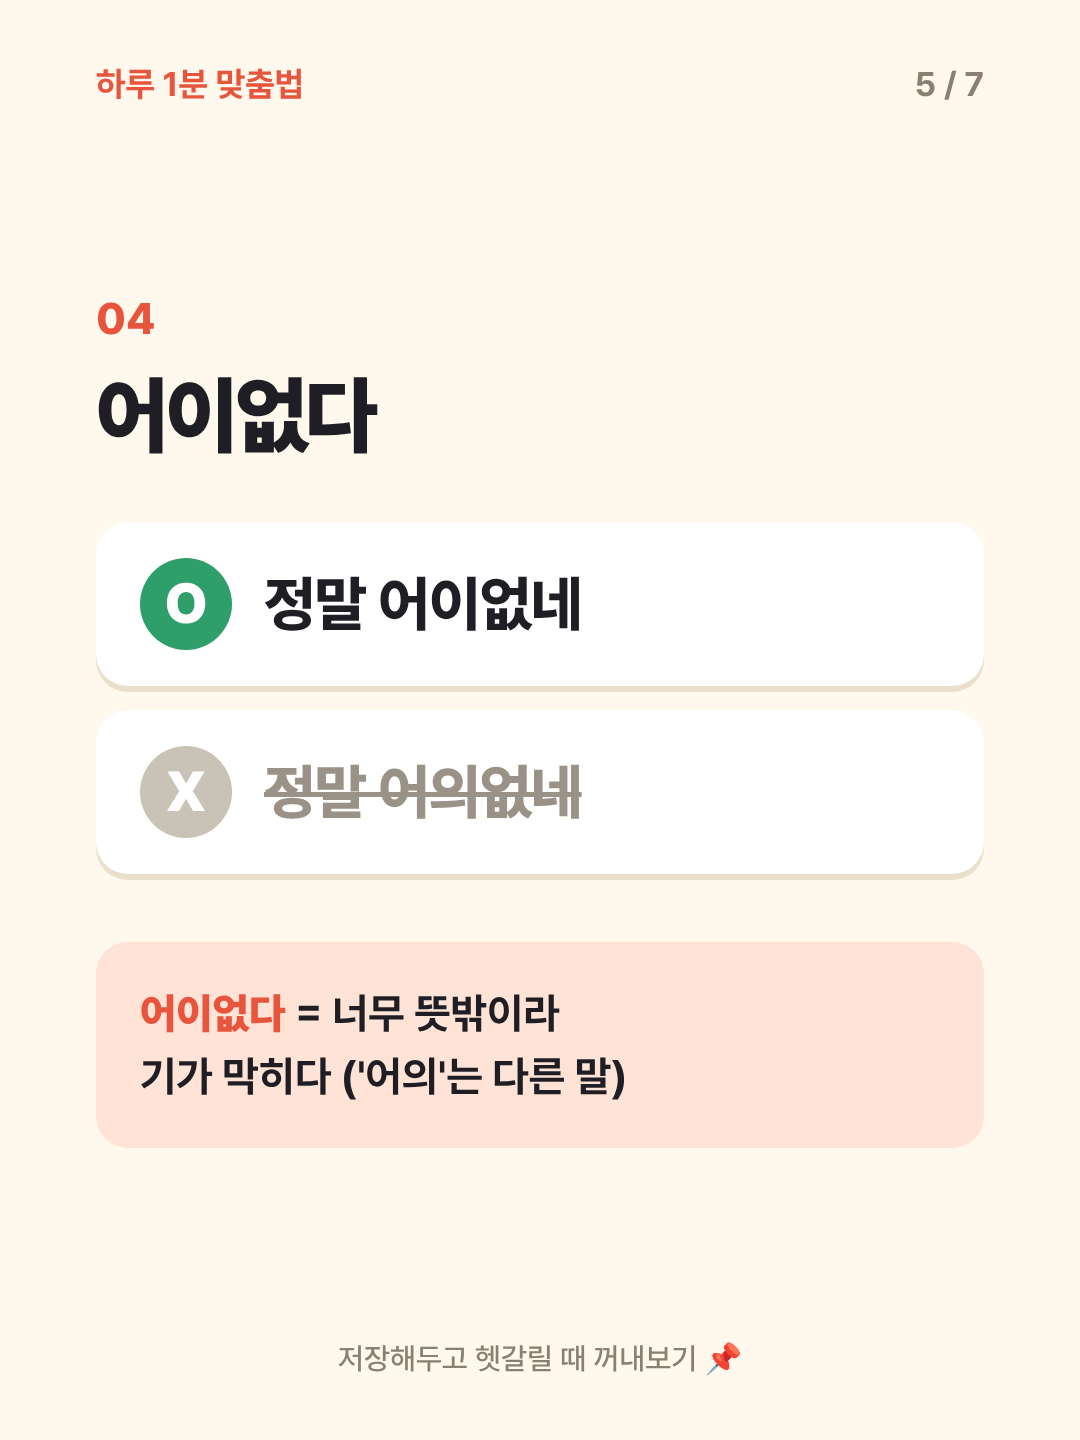 하루 1분 맞춤법
5 / 7
04
어이없다
O 정말 어이없네
X 정말 어의없네
어이없다 = 너무 뜻밖이라
기가 막히다 ('어의'는 다른 말)
저장해두고 헷갈릴 때 꺼내보기 📌